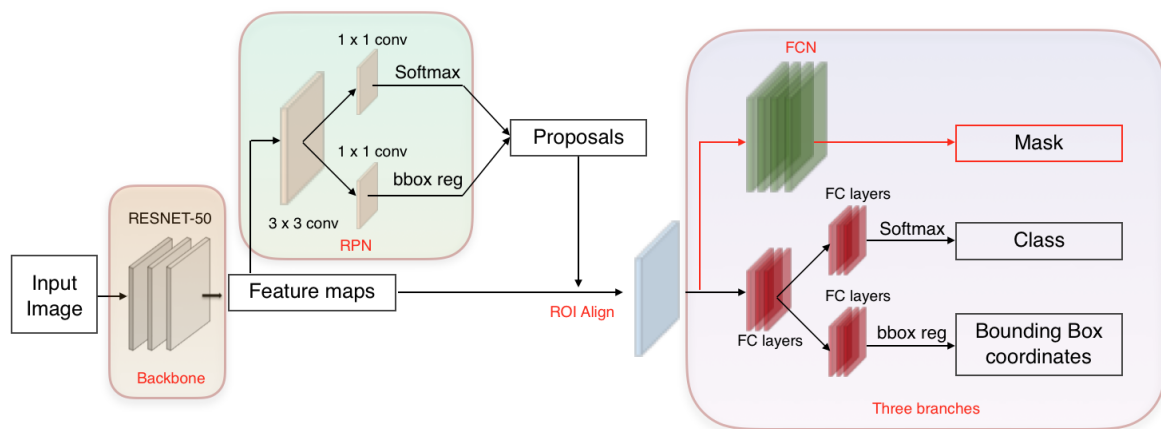 Input
Image
RESNET-50
Backbone
Feature maps
1 x 1 conv
Softmax
1 x 1 conv
bbox reg
3 x 3 conv
RPN
Proposals
ROI Align
FCN
Mask
FC layers
FC layers
Softmax
Class
FC layers
bbox reg
Bounding Box
coordinates
Three branches